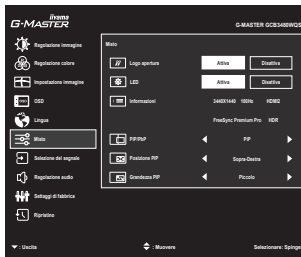 iiyama
G-MASTER
G-MASTER GCB3480WQS
Regolazione immagine
Regolazione colore
Impostazione immagine
OSD
Lingua
Misto
Selezione del segnale
Regolazione audio
Settaggi di fabbrica
Ripristino
Misto
Logo apertura Attiva Disattiva
LED Attiva Disattiva
Informazioni 3440X1440 100Hz HDMI2
FreeSync Premium Pro HDR
PIP/PbP PIP
Posizione PIP Sopra-Destra
Grandezza PIP Piccolo
: Uscita
: Muovere
Selezionare: Spinge